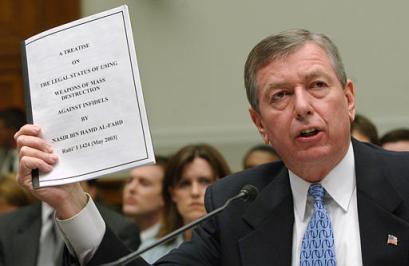 A TREATISE
ON
THE LEGAL STATUS OF USING
WEAPONS OF MASS
DESTRUCTION
AGAINST INFIDELS
BY
NASIR BIN HAMD AL-FAHD
Rabi' I 1424 (May 2003)